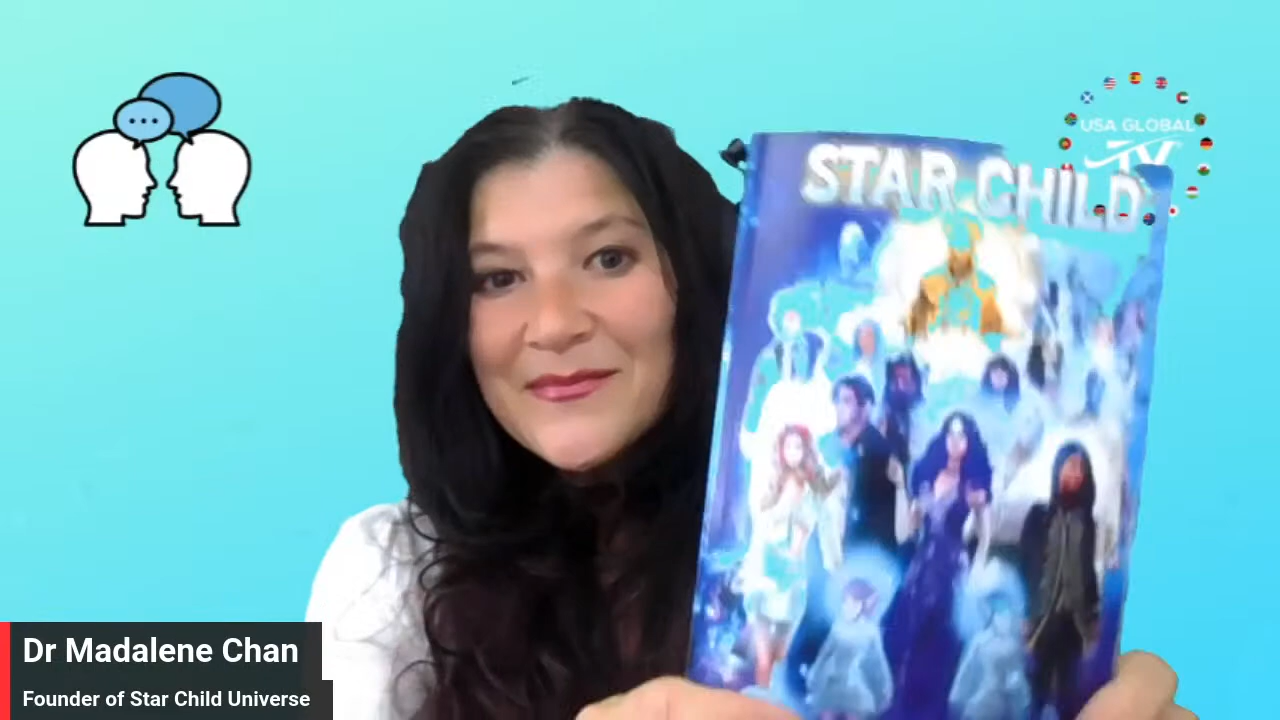 USA GLOBAL
TV
STAR CHILD
Dr Madalene Chan
Founder of Star Child Universe